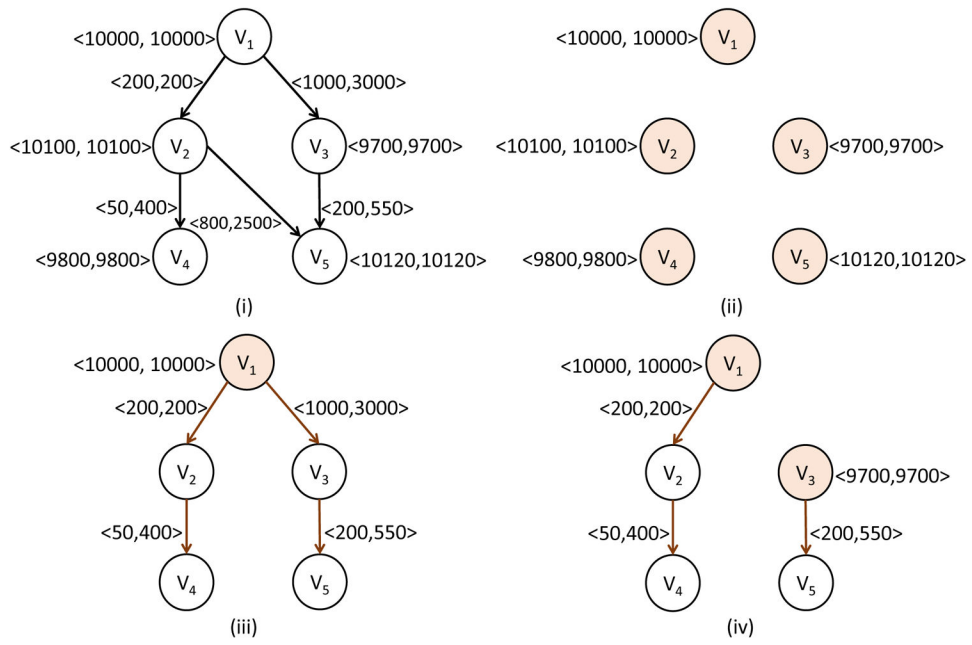 <10000, 10000> V1
<200,200> <1000,3000>
<10100, 10100> V2 V3 <9700,9700>
<50,400> <800,2500> <200,550>
<9800,9800> V4 V5 <10120,10120>
(i)
<10000, 10000> V1
<10100, 10100> V2 V3 <9700,9700>
<9800,9800> V4 V5 <10120,10120>
(ii)
<10000, 10000> V1
<200,200> <1000,3000>
V2 V3
<50,400> <200,550>
V4 V5
(iii)
<10000, 10000> V1
<200,200>
V2 V3 <9700,9700>
<50,400> <200,550>
V4 V5
(iv)